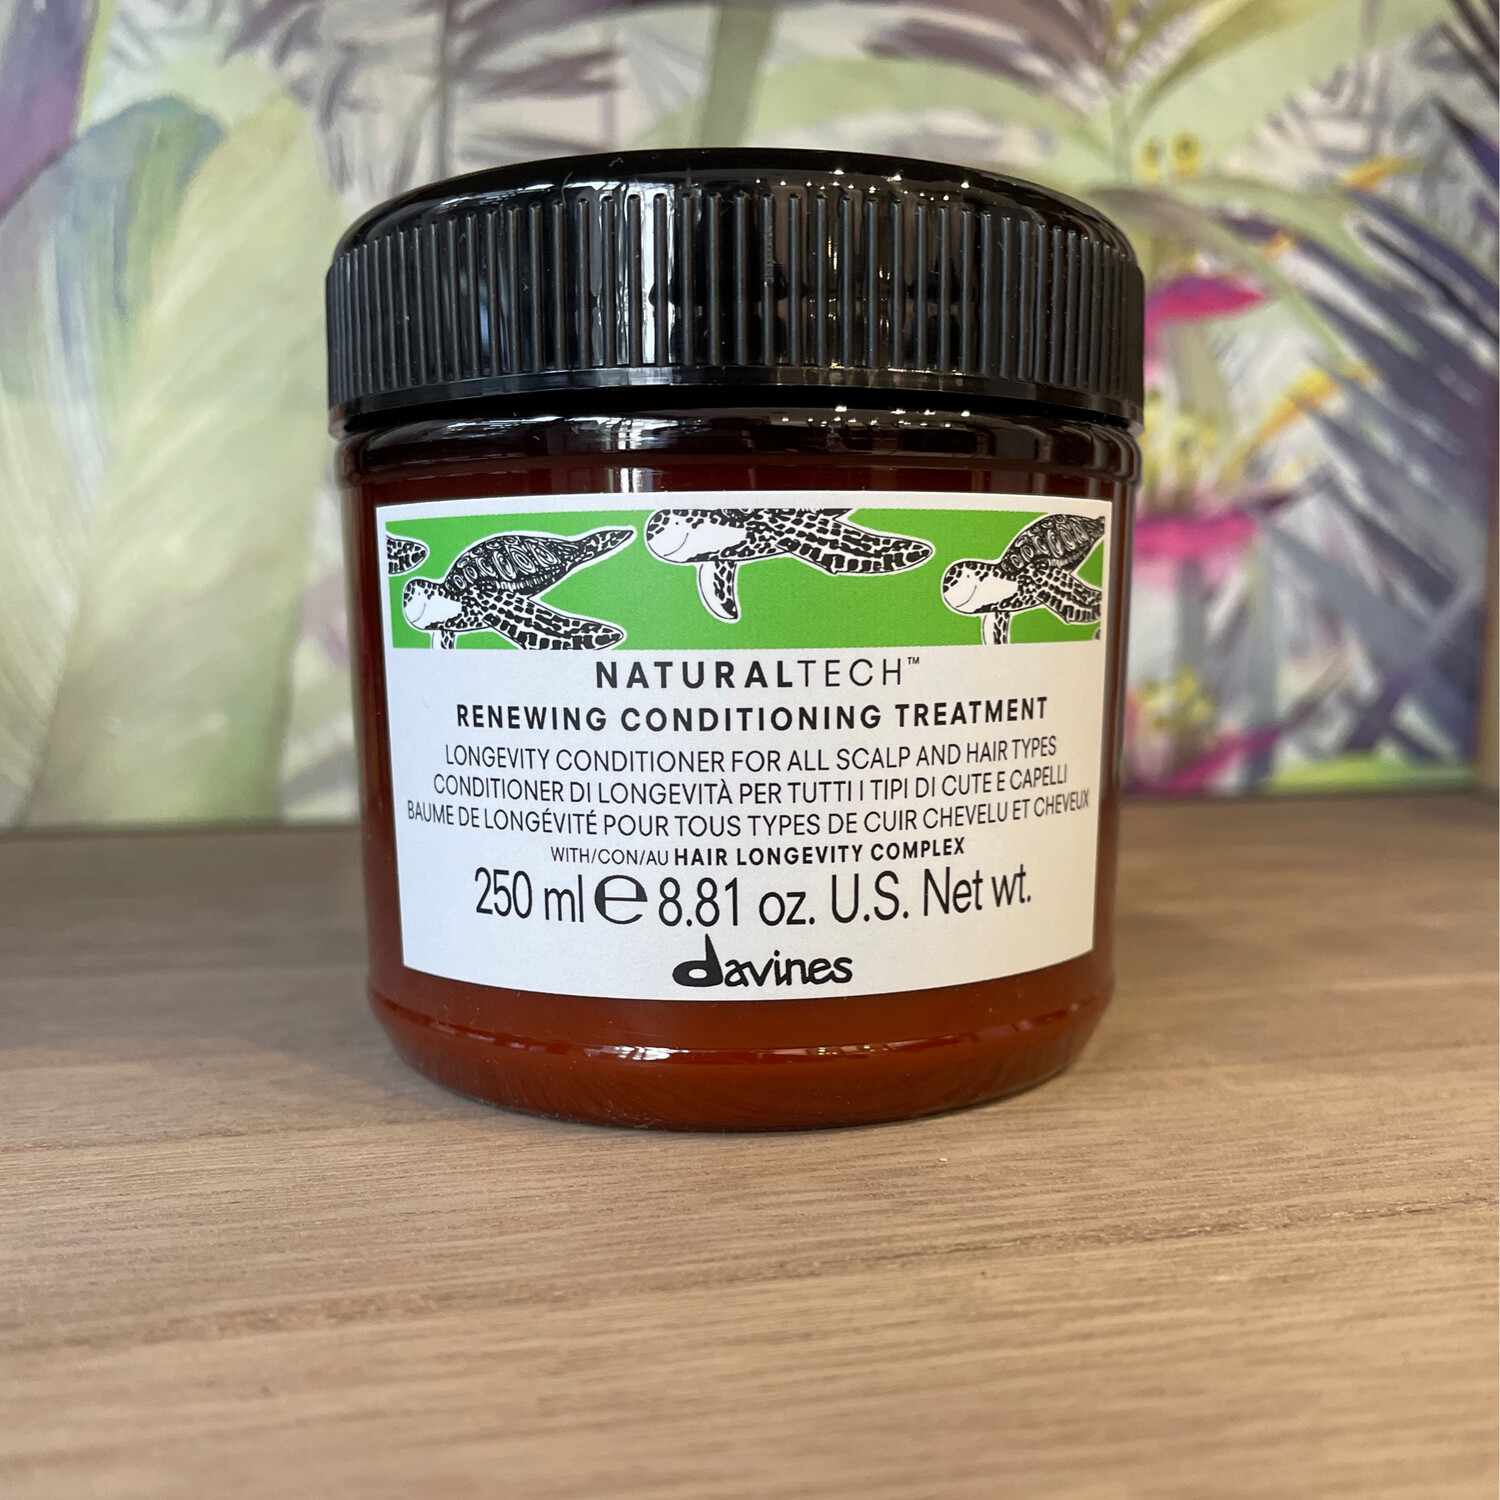 NATURALTECH™
RENEWING CONDITIONING TREATMENT
LONGEVITY CONDITIONER FOR ALL SCALP AND HAIR TYPES
CONDITIONER DI LONGEVITÀ PER TUTTI I TIPI DI CUTE E CAPELLI
BAUME DE LONGÉVITÉ POUR TOUS TYPES DE CUIR CHEVELU ET CHEVEUX
WITH/CON/AU HAIR LONGEVITY COMPLEX
250 ml ℮ 8.81 oz. U.S. Net wt.
davines